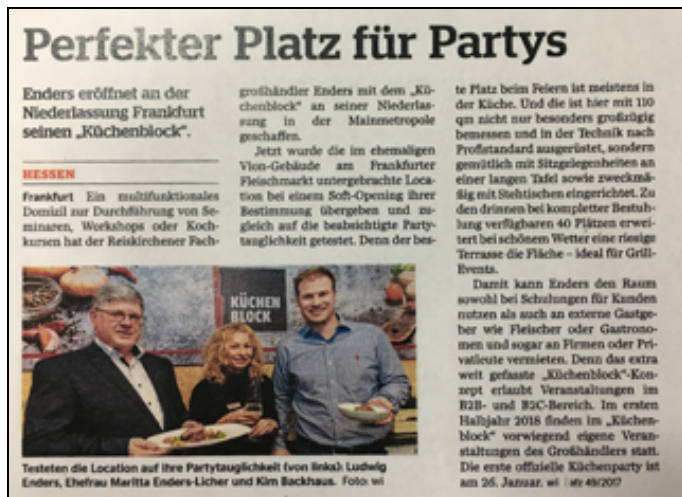 Perfekter Platz für Partys
Enders eröffnet an der
Niederlassung Frankfurt
seinen „Küchenblock“.
HESSEN
Frankfurt Ein multifunktionales
Domizil zur Durchführung von Se-
minaren, Workshops oder Koch-
kursen hat der Reiskirchener Fach-
großhändler Enders mit dem „Kü-
chenblock“ an seiner Niederlas-
sung in der Mainmetropole
geschaffen.
Jetzt wurde die im ehemaligen
Vion-Gebäude am Frankfurter
Fleischmarkt untergebrachte Loca-
tion bei einem Soft-Opening ihrer
Bestimmung übergeben und zu-
gleich auf die beabsichtigte Party-
tauglichkeit getestet. Denn der bes-
te Platz beim Feiern ist meistens in
der Küche. Und die ist hier mit 110
qm nicht nur besonders großzügig
bemessen und in der Technik nach
Profistandard ausgerüstet, sondern
gemütlich mit Sitzgelegenheiten an
einer langen Tafel sowie zweckmä-
ßig mit Stehtischen eingerichtet. Zu
den drinnen bei kompletter Bestuh-
lung verfügbaren 40 Plätzen erwei-
tert bei schönem Wetter eine riesige
Terrasse die Fläche – ideal für Grill-
Events.
Damit kann Enders den Raum
sowohl bei Schulungen für Kunden
nutzen als auch an externe Gastge-
ber wie Fleischer oder Gastrono-
men und sogar an Firmen oder Pri-
vatleute vermieten. Denn das extra
weit gefasste „Küchenblock“-Kon-
zept erlaubt Veranstaltungen im
B2B- und B2C-Bereich. Im ersten
Halbjahr 2018 finden im „Küchen-
block“ vorwiegend eigene Veran-
staltungen des Großhändlers statt.
Die erste offizielle Küchenparty ist
am 26. Januar. wi | afz 49/2017
KÜCHEN
BLOCK
Testeten die Location auf ihre Partytauglichkeit (von links): Ludwig
Enders, Ehefrau Maritta Enders-Licher und Kim Backhaus. Foto: wi